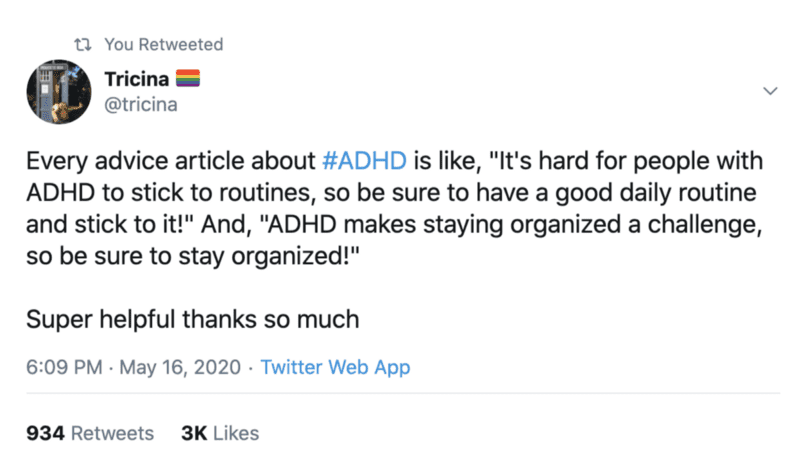 You Retweeted
Tricina 🏳️‍🌈
@tricina
Every advice article about #ADHD is like, "It's hard for people with
ADHD to stick to routines, so be sure to have a good daily routine
and stick to it!" And, "ADHD makes staying organized a challenge,
so be sure to stay organized!"
Super helpful thanks so much
6:09 PM · May 16, 2020 · Twitter Web App
934 Retweets 3K Likes